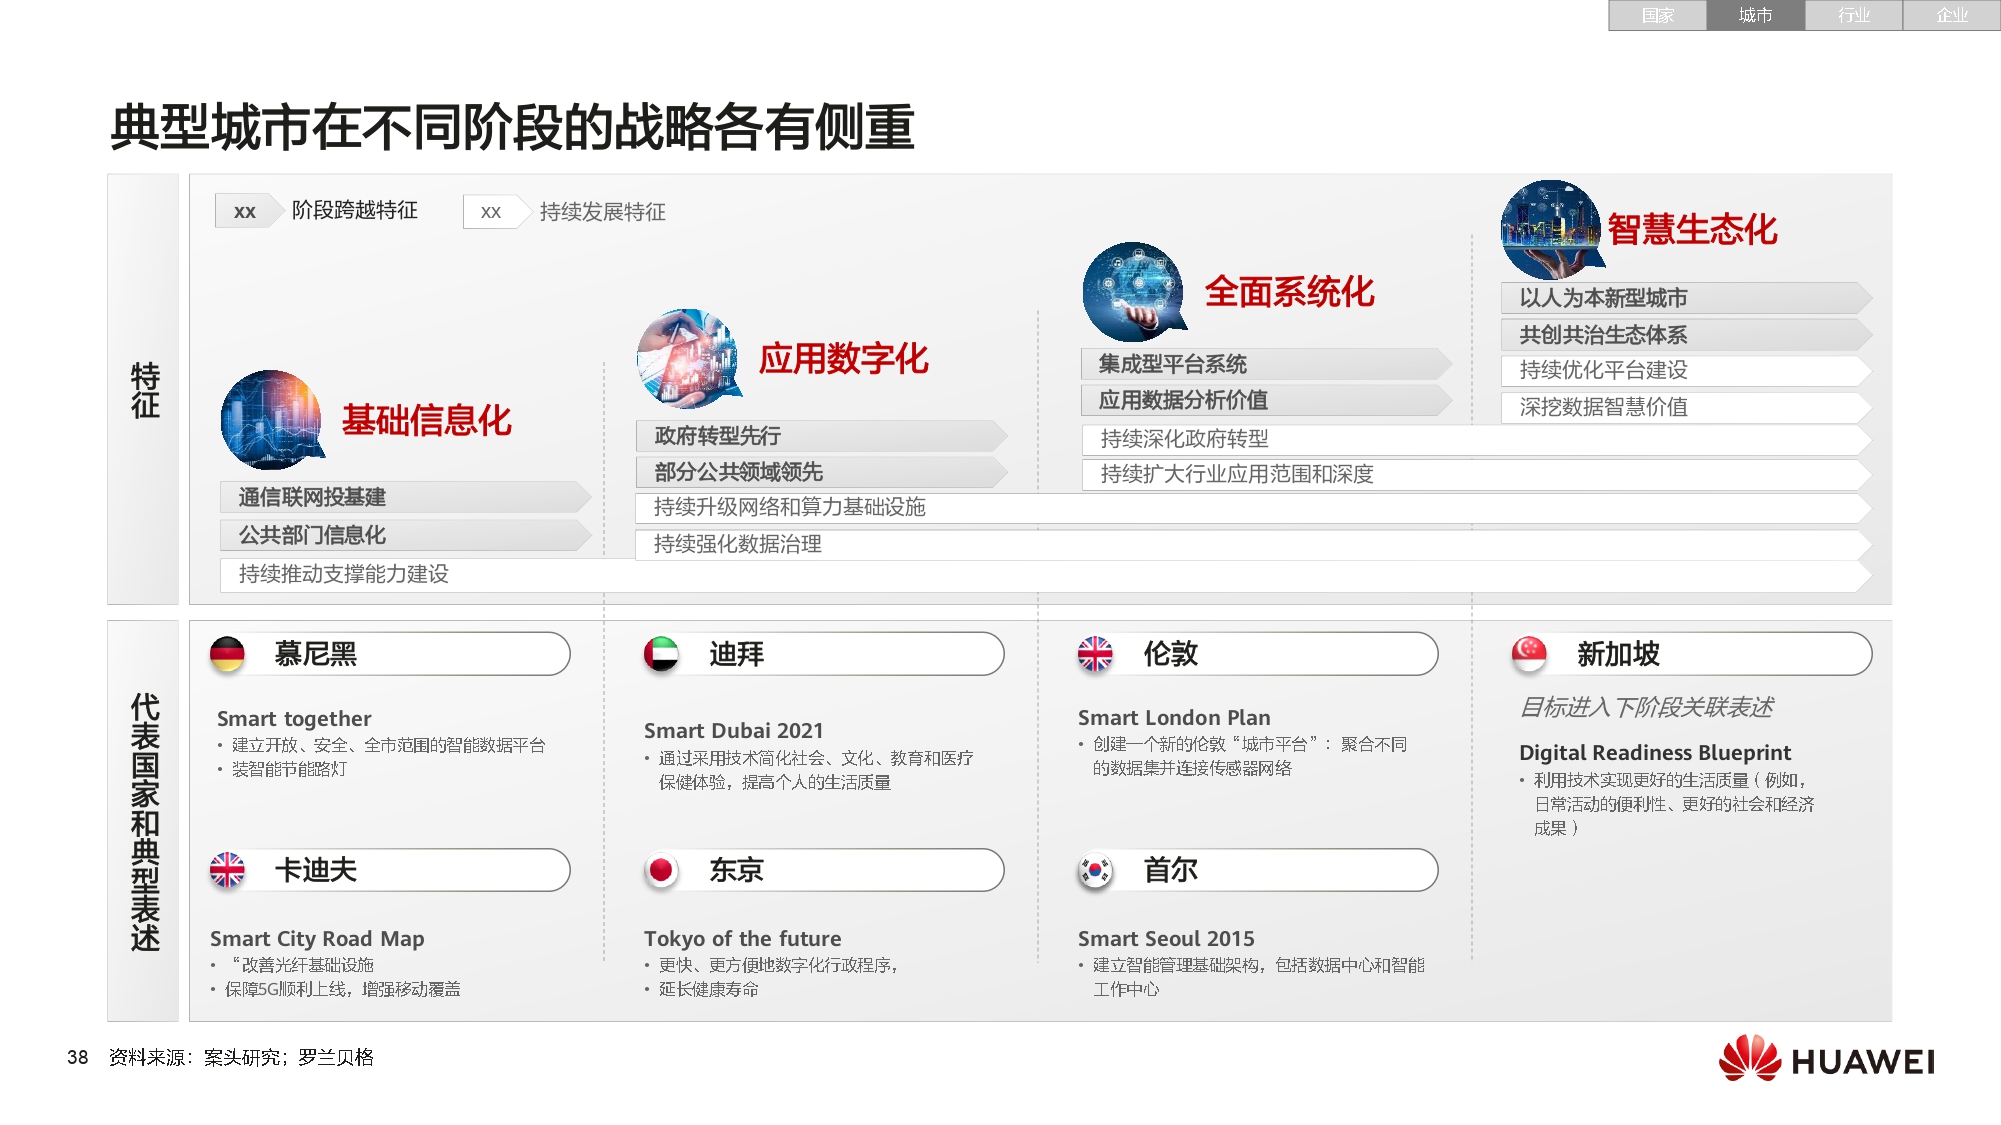 国家 城市 行业 企业
典型城市在不同阶段的战略各有侧重
特征
xx 阶段跨越特征 xx 持续发展特征
基础信息化
通信联网投基建
公共部门信息化
持续推动支撑能力建设
应用数字化
政府转型先行
部分公共领域领先
持续升级网络和算力基础设施
持续强化数据治理
全面系统化
集成型平台系统
应用数据分析价值
持续深化政府转型
持续扩大行业应用范围和深度
智慧生态化
以人为本新型城市
共创共治生态体系
持续优化平台建设
深挖数据智慧价值
代表国家和典型表述
慕尼黑
Smart together
• 建立开放、安全、全市范围的智能数据平台
• 装智能节能路灯
卡迪夫
Smart City Road Map
• “改善光纤基础设施
• 保障5G顺利上线，增强移动覆盖
迪拜
Smart Dubai 2021
• 通过采用技术简化社会、文化、教育和医疗
保健体验，提高个人的生活质量
东京
Tokyo of the future
• 更快、更方便地数字化行政程序，
• 延长健康寿命
伦敦
Smart London Plan
• 创建一个新的伦敦“城市平台”：聚合不同
的数据集并连接传感器网络
首尔
Smart Seoul 2015
• 建立智能管理基础架构，包括数据中心和智能
工作中心
新加坡
目标进入下阶段关联表述
Digital Readiness Blueprint
• 利用技术实现更好的生活质量（例如，
日常活动的便利性、更好的社会和经济
成果）
38 资料来源：案头研究；罗兰贝格
HUAWEI